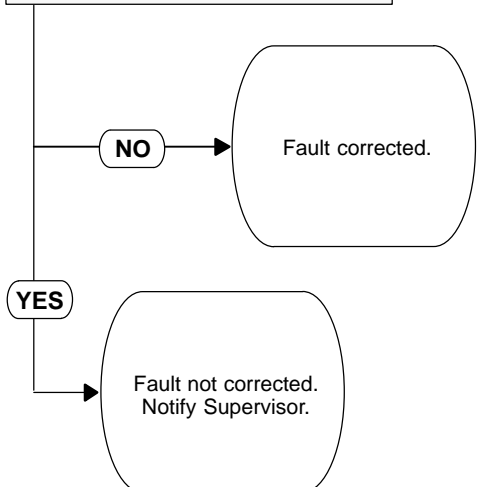 NO
Fault corrected.
YES
Fault not corrected.
Notify Supervisor.